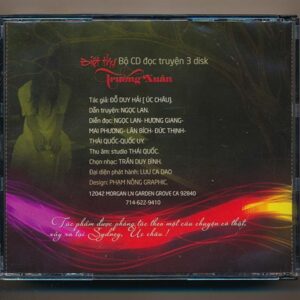 Biệt thự Bộ CD đọc truyện 3 disk
Trường Xuân
Tác giả: ĐỖ DUY HẢI [ ÚC CHÂU].
Dẫn truyện: NGỌC LAN.
Diễn đọc: NGỌC LAN- HƯƠNG GIANG-
MAI PHƯƠNG- LÂN BÍCH- ĐỨC THỊNH-
THÁI QUỐC-QUỐC UY.
Thu âm: studio THÁI QUỐC.
Chọn nhạc: TRẦN DUY BÌNH.
Đại diện phát hành: LƯU CA DAO
Design: PHẠM NÔNG GRAPHIC.
12042 MORGAN LN GARDEN GROVE CA 92840
714-622-9410
Tác phẩm được phóng tác theo một câu chuyện có thật,
xảy ra tại Sydney, Úc châu !